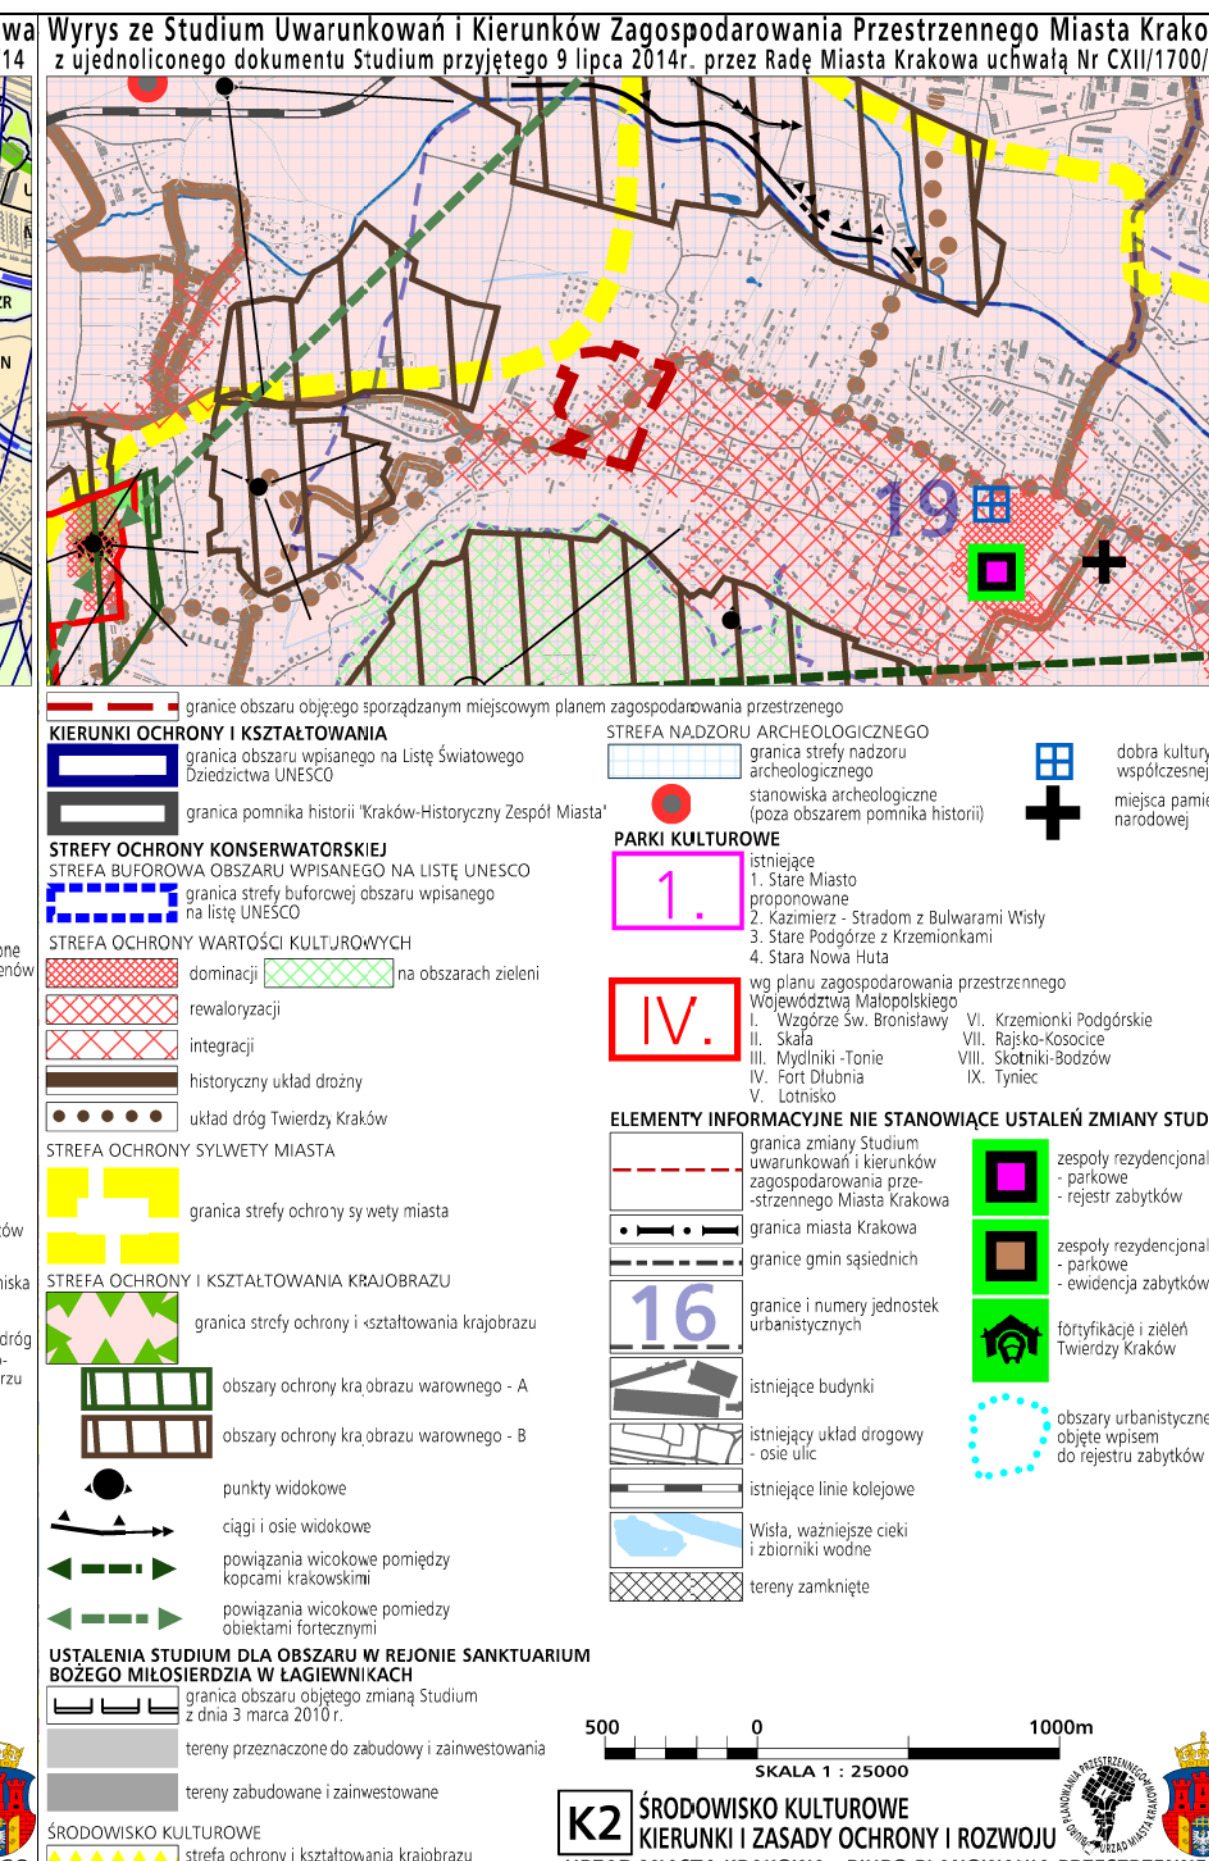 Wyrys ze Studium Uwarunkowań i Kierunków Zagospodarowania Przestrzennego Miasta Krako
z ujednoliconego dokumentu Studium przyjętego 9 lipca 2014r. przez Radę Miasta Krakowa uchwałą Nr CXII/1700/
wa
14
ZR
N
19
granice obszaru objętego sporządzanym miejscowym planem zagospodarowania przestrzenego
KIERUNKI OCHRONY I KSZTAŁTOWANIA
granica obszaru wpisanego na Listę Światowego
Dziedzictwa UNESCO
granica pomnika historii "Kraków-Historyczny Zespół Miasta"
STREFY OCHRONY KONSERWATORSKIEJ
STREFA BUFOROWA OBSZARU WPISANEGO NA LISTĘ UNESCO
granica strefy buforowej obszaru wpisanego
na listę UNESCO
STREFA OCHRONY WARTOŚCI KULTUROWYCH
dominacji
na obszarach zieleni
rewaloryzacji
integracji
historyczny układ drożny
układ dróg Twierdzy Kraków
STREFA OCHRONY SYLWETY MIASTA
granica strefy ochrony sylwety miasta
STREFA OCHRONY I KSZTAŁTOWANIA KRAJOBRAZU
granica strefy ochrony i kształtowania krajobrazu
obszary ochrony krajobrazu warownego - A
obszary ochrony krajobrazu warownego - B
punkty widokowe
ciągi i osie widokowe
powiązania widokowe pomiędzy
kopcami krakowskimi
powiązania widokowe pomiedzy
obiektami fortecznymi
USTALENIA STUDIUM DLA OBSZARU W REJONIE SANKTUARIUM
BOŻEGO MIŁOSIERDZIA W ŁAGIEWNIKACH
granica obszaru objętego zmianą Studium
z dnia 3 marca 2010 r.
tereny przeznaczone do zabudowy i zainwestowania
tereny zabudowane i zainwestowane
ŚRODOWISKO KULTUROWE
strefa ochrony i kształtowania krajobrazu
STREFA NADZORU ARCHEOLOGICZNEGO
granica strefy nadzoru
archeologicznego
stanowiska archeologiczne
(poza obszarem pomnika historii)
dobra kultury
współczesnej
miejsca pamię
narodowej
PARKI KULTUROWE
1.
istniejące
1. Stare Miasto
proponowane
2. Kazimierz - Stradom z Bulwarami Wisły
3. Stare Podgórze z Krzemionkami
4. Stara Nowa Huta
IV.
wg planu zagospodarowania przestrzennego
Województwa Małopolskiego
I. Wzgórze Św. Bronisławy VI. Krzemionki Podgórskie
II. Skała VII. Rajsko-Kosocice
III. Mydlniki -Tonie VIII. Skotniki-Bodzów
IV. Fort Dłubnia IX. Tyniec
V. Lotnisko
ELEMENTY INFORMACYJNE NIE STANOWIĄCE USTALEŃ ZMIANY STUD
granica zmiany Studium
uwarunkowań i kierunków
zagospodarowania prze-
-strzennego Miasta Krakowa
granica miasta Krakowa
granice gmin sąsiednich
16
granice i numery jednostek
urbanistycznych
istniejące budynki
istniejący układ drogowy
- osie ulic
istniejące linie kolejowe
Wisła, ważniejsze cieki
i zbiorniki wodne
tereny zamknięte
zespoły rezydencjonal
- parkowe
- rejestr zabytków
zespoły rezydencjonal
- parkowe
- ewidencja zabytków
fortyfikacje i zieleń
Twierdzy Kraków
obszary urbanistyczne
objęte wpisem
do rejestru zabytków
500 0 1000m
SKALA 1 : 25000
K2
ŚRODOWISKO KULTUROWE
KIERUNKI I ZASADY OCHRONY I ROZWOJU
URZĄD MIASTA KRAKOWA